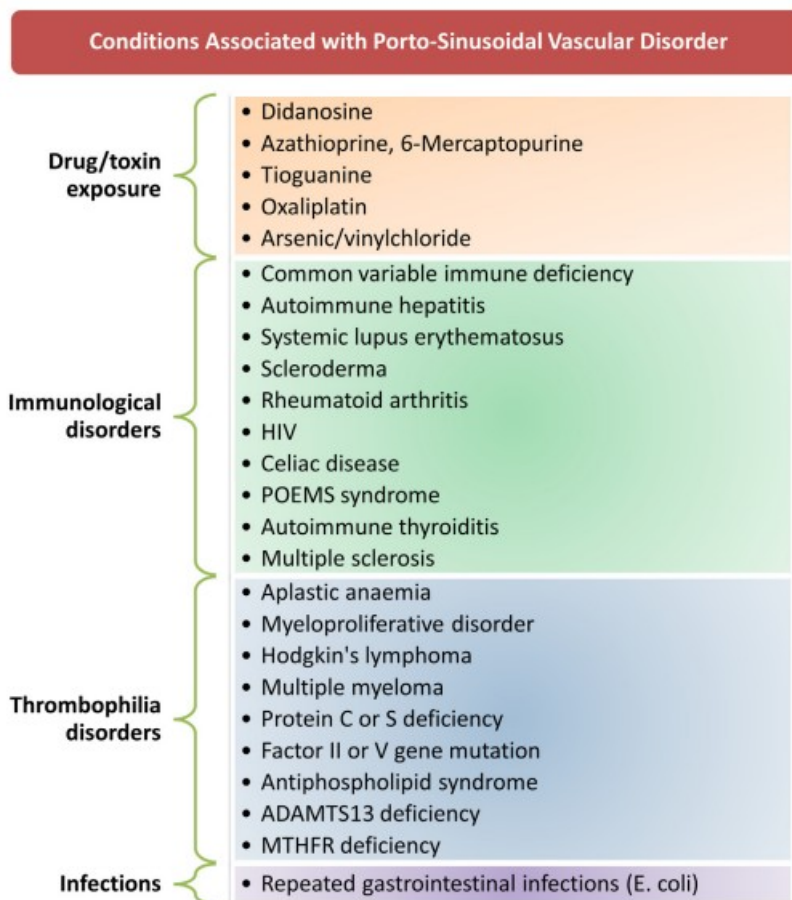 Conditions Associated with Porto-Sinusoidal Vascular Disorder
Drug/toxin
exposure
• Didanosine
• Azathioprine, 6-Mercaptopurine
• Tioguanine
• Oxaliplatin
• Arsenic/vinylchloride
Immunological
disorders
• Common variable immune deficiency
• Autoimmune hepatitis
• Systemic lupus erythematosus
• Scleroderma
• Rheumatoid arthritis
• HIV
• Celiac disease
• POEMS syndrome
• Autoimmune thyroiditis
• Multiple sclerosis
Thrombophilia
disorders
• Aplastic anaemia
• Myeloproliferative disorder
• Hodgkin's lymphoma
• Multiple myeloma
• Protein C or S deficiency
• Factor II or V gene mutation
• Antiphospholipid syndrome
• ADAMTS13 deficiency
• MTHFR deficiency
Infections
• Repeated gastrointestinal infections (E. coli)